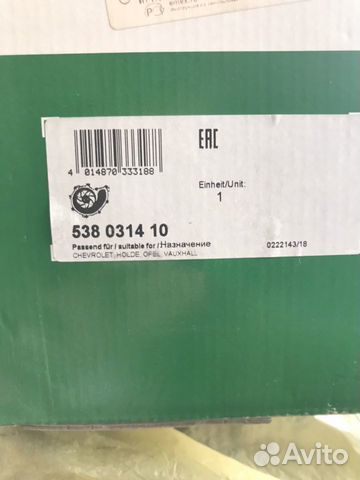 EAC
4 014870 333188
Einheit/Unit:
1
538 0314 10
Passend für / suitable for / Назначение
0222143/18
CHEVROLET, HOLDE, OPEL, VAUXHALL
Avito